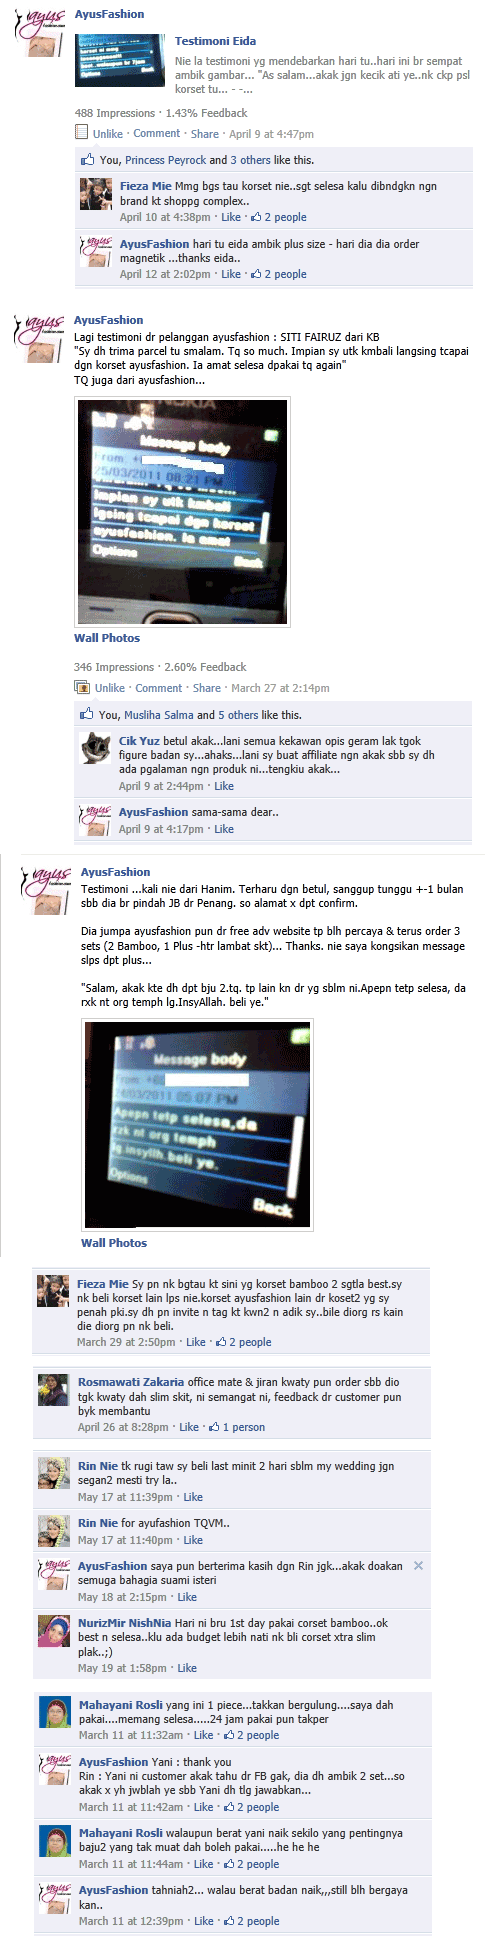 ayus
Fashion.com
AyusFashion
korset ni mmg
Options
Back
Testimoni Eida
Nie la testimoni yg mendebarkan hari tu..hari ini br sempat
ambik gambar... "As salam...akak jgn kecik ati ye..nk ckp psl
korset tu... - -...
488 Impressions · 1.43% Feedback
Unlike · Comment · Share · April 9 at 4:47pm
You, Princess Peyrock and 3 others like this.
Fieza Mie Mmg bgs tau korset nie..sgt selesa kalu dibndgkn ngn
brand kt shoppg complex..
April 10 at 4:38pm · Like · 2 people
ayus
AyusFashion hari tu eida ambik plus size - hari dia dia order
magnetik ...thanks eida..
April 12 at 2:02pm · Like · 2 people
ayus
Fashion.com
AyusFashion
Lagi testimoni dr pelanggan ayusfashion : SITI FAIRUZ dari KB
"Sy dh trima parcel tu smalam. Tq so much. Impian sy utk kmbali langsing tcapai
dgn korset ayusfashion. Ia amat selesa dpakai tq again"
TQ juga dari ayusfashion...
NOKIA
Message body
From: +
25/03/2011 08:21 PM
Impian sy utk kmbali
lgsing tcapai dgn korset
ayusfashion. Ia amat
Options
Back
Wall Photos
346 Impressions · 2.60% Feedback
Unlike · Comment · Share · March 27 at 2:14pm
You, Musliha Salma and 5 others like this.
Cik Yuz betul akak...lani semua kekawan opis geram lak tgok
figure badan sy...ahaks...lani sy buat affiliate ngn akak sbb sy dh
ada pgalaman ngn produk ni...tengkiu akak...
April 9 at 2:44pm · Like
ayus
AyusFashion sama-sama dear..
April 9 at 4:17pm · Like
ayus
Fashion.com
AyusFashion
Testimoni ...kali nie dari Hanim. Terharu dgn betul, sanggup tunggu +-1 bulan
sbb dia br pindah JB dr Penang. so alamat x dpt confirm.
Dia jumpa ayusfashion pun dr free adv website tp blh percaya & terus order 3
sets (2 Bamboo, 1 Plus -htr lambat skt)... Thanks. nie saya kongsikan message
slps dpt plus...
"Salam, akak kte dh dpt bju 2.tq. tp lain kn dr yg sblm ni.Apepn tetp selesa, da
rxk nt org temph lg.InsyAllah. beli ye."
Message body
From: +6
24/03/2011 05:07 PM
Apepn tetp selesa,da
rzk nt org temph
lg.insyllh.beli ye.
Options
Back
Wall Photos
Fieza Mie Sy pn nk bgtau kt sini yg korset bamboo 2 sgtla best.sy
nk beli korset lain lps nie.korset ayusfashion lain dr koset2 yg sy
penah pki.sy dh pn invite n tag kt kwn2 n adik sy..bile diorg rs kain
die diorg pn nk beli.
March 29 at 2:50pm · Like · 2 people
Rosmawati Zakaria office mate & jiran kwaty pun order sbb dio
tgk kwaty dah slim skit, ni semangat ni, feedback dr customer pun
byk membantu
April 26 at 8:28pm · Like · 1 person
Rin Nie tk rugi taw sy beli last minit 2 hari sblm my wedding jgn
segan2 mesti try la..
May 17 at 11:39pm · Like
Rin Nie for ayufashion TQVM..
May 17 at 11:40pm · Like
ayus
AyusFashion saya pun berterima kasih dgn Rin jgk...akak doakan
semuga bahagia suami isteri
May 18 at 2:15pm · Like
NurizMir NishNia Hari ni bru 1st day pakai corset bamboo..ok
best n selesa..klu ada budget lebih nati nk bli corset xtra slim
plak..;)
May 19 at 1:58pm · Like
Mahayani Rosli yang ini 1 piece...takkan bergulung....saya dah
pakai....memang selesa.....24 jam pakai pun takper
March 11 at 11:32am · Like · 2 people
ayus
AyusFashion Yani : thank you
Rin : Yani ni customer akak tahu dr FB gak, dia dh ambik 2 set...so
akak x yh jwblah ye sbb Yani dh tlg jawabkan...
March 11 at 11:42am · Like · 2 people
Mahayani Rosli walaupun berat yani naik sekilo yang pentingnya
baju2 yang tak muat dah boleh pakai.....he he he
March 11 at 11:44am · Like · 2 people
ayus
AyusFashion tahniah2... walau berat badan naik,,,still blh bergaya
kan..
March 11 at 12:39pm · Like · 2 people